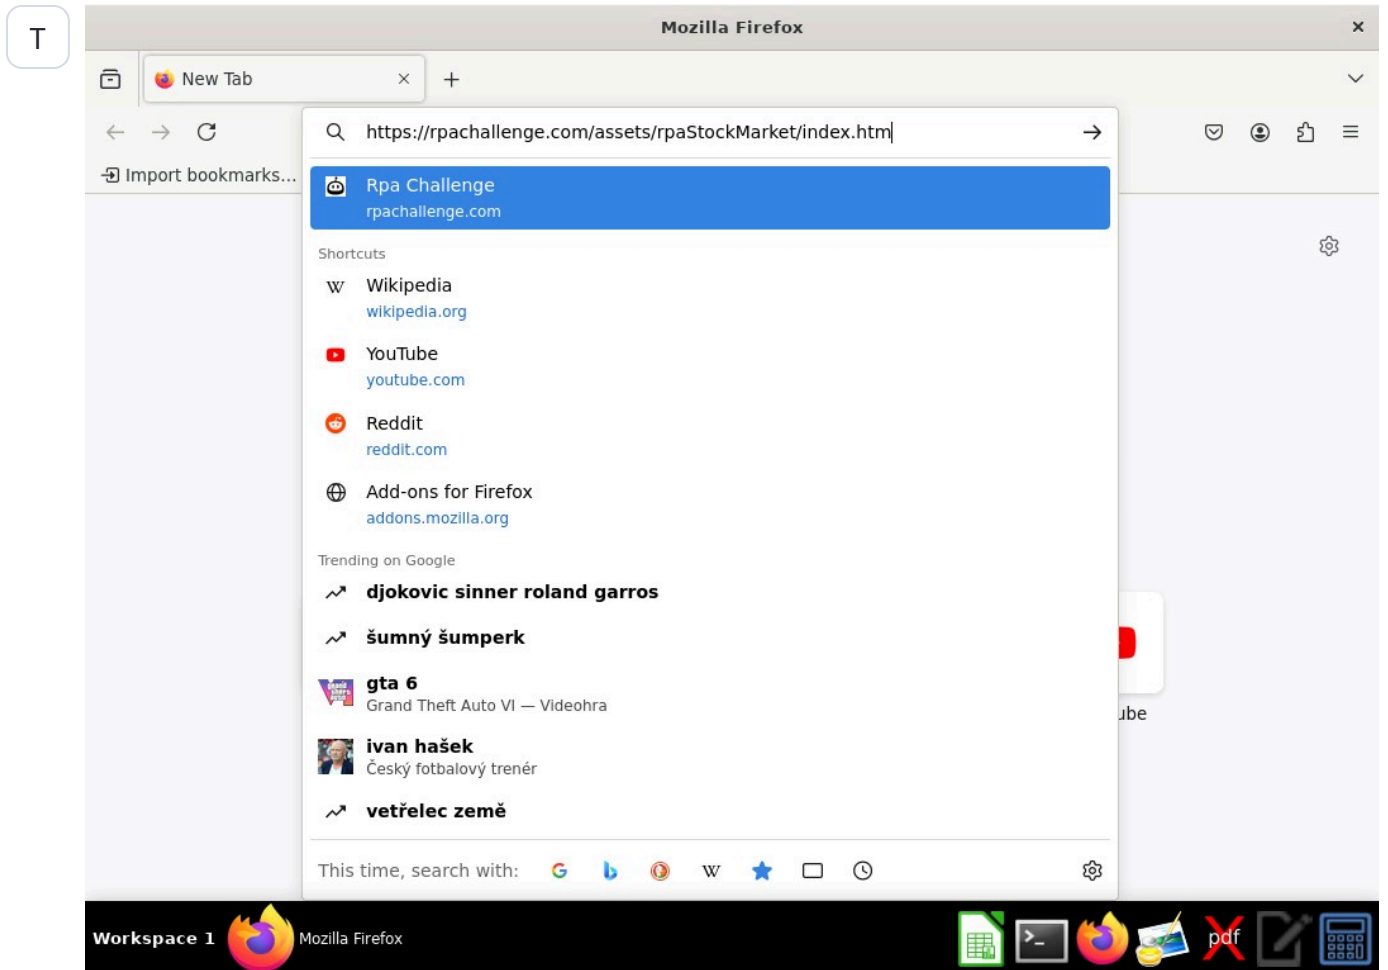 T
Mozilla Firefox
New Tab
https://rpachallenge.com/assets/rpaStockMarket/index.htm
Import bookmarks...
Rpa Challenge
rpachallenge.com
Shortcuts
W Wikipedia
wikipedia.org
YouTube
youtube.com
Reddit
reddit.com
Add-ons for Firefox
addons.mozilla.org
Trending on Google
djokovic sinner roland garros
šumný šumperk
gta 6
Grand Theft Auto VI — Videohra
ube
ivan hašek
Český fotbalový trenér
vetřelec země
This time, search with: G b W
Workspace 1 Mozilla Firefox pdf